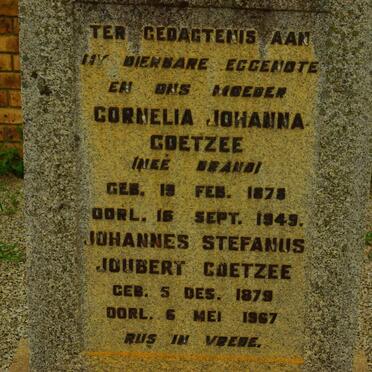 TER GEDAGTENIS AAN
MY DIERBARE EGGENOTE
EN ONS MOEDER
CORNELIA JOHANNA
COETZEE
(NEE BRAND)
GEB. 19 FEB. 1878
OORL. 16 SEPT. 1949.
JOHANNES STEFANUS
JOUBERT COETZEE
GEB. 5 DES. 1879
OORL. 6 MEI 1967
RUS IN VREDE.